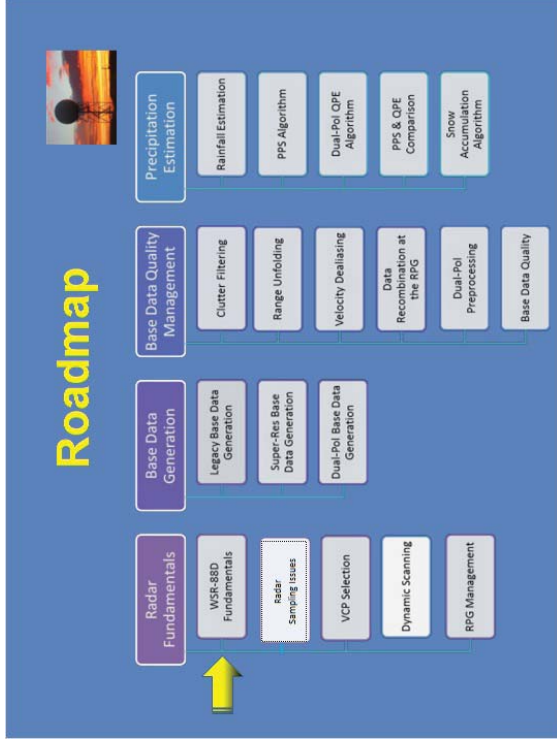 Roadmap
Radar
Fundamentals
WSR-88D
Fundamentals
Radar
Sampling Issues
VCP Selection
Dynamic Scanning
RPG Management
Base Data
Generation
Legacy Base Data
Generation
Super-Res Base
Data Generation
Dual-Pol Base Data
Generation
Base Data Quality
Management
Clutter Filtering
Range Unfolding
Velocity Dealiasing
Data
Recombination at
the RPG
Dual-Pol
Preprocessing
Base Data Quality
Precipitation
Estimation
Rainfall Estimation
PPS Algorithm
Dual-Pol QPE
Algorithm
PPS & QPE
Comparison
Snow
Accumulation
Algorithm